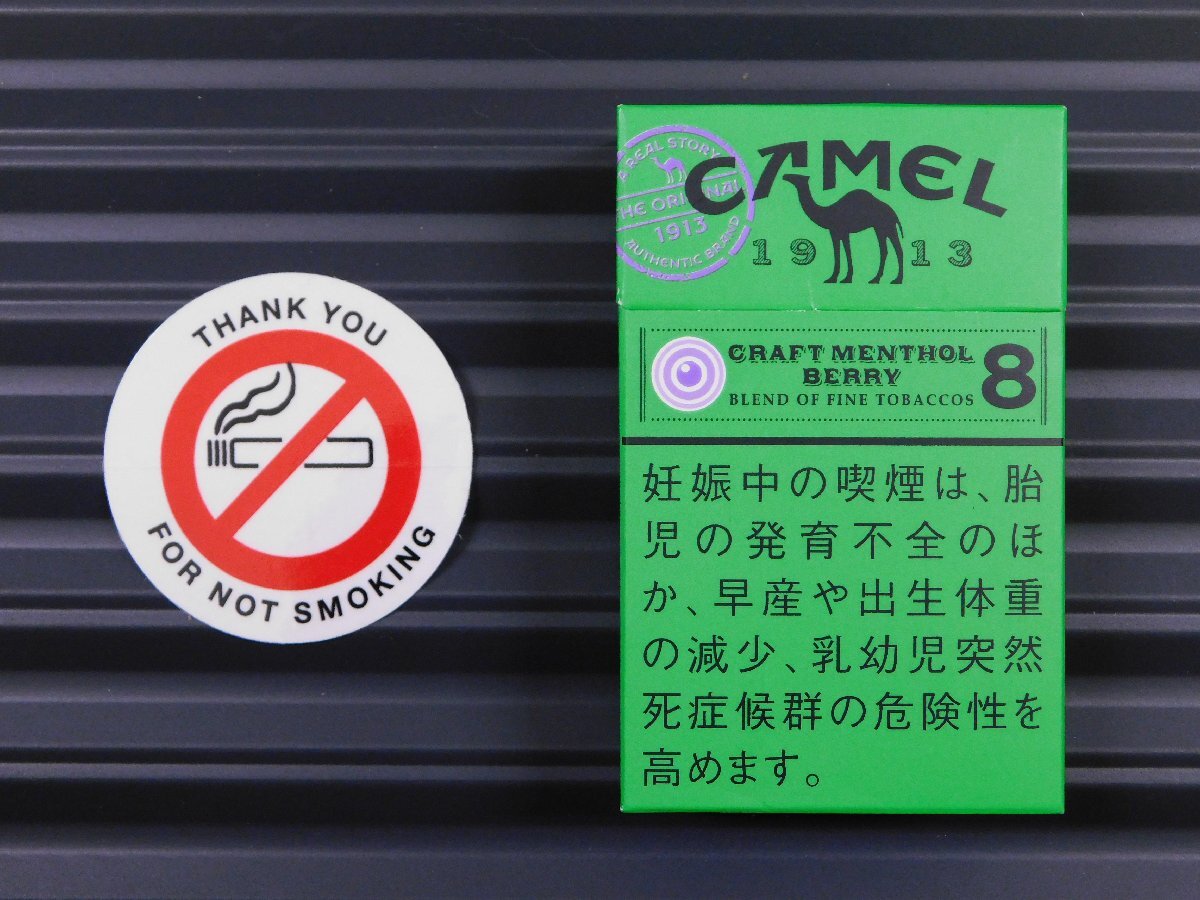 THANK YOU
FOR NOT SMOKING
A REAL STORY
THE ORIGINAL
1913
AUTHENTIC BRAND
CAMEL
1913
CRAFT MENTHOL
BERRY
BLEND OF FINE TOBACCOS
8
妊娠中の喫煙は、胎
児の発育不全のほ
か、早産や出生体重
の減少、乳幼児突然
死症候群の危険性を
高めます。